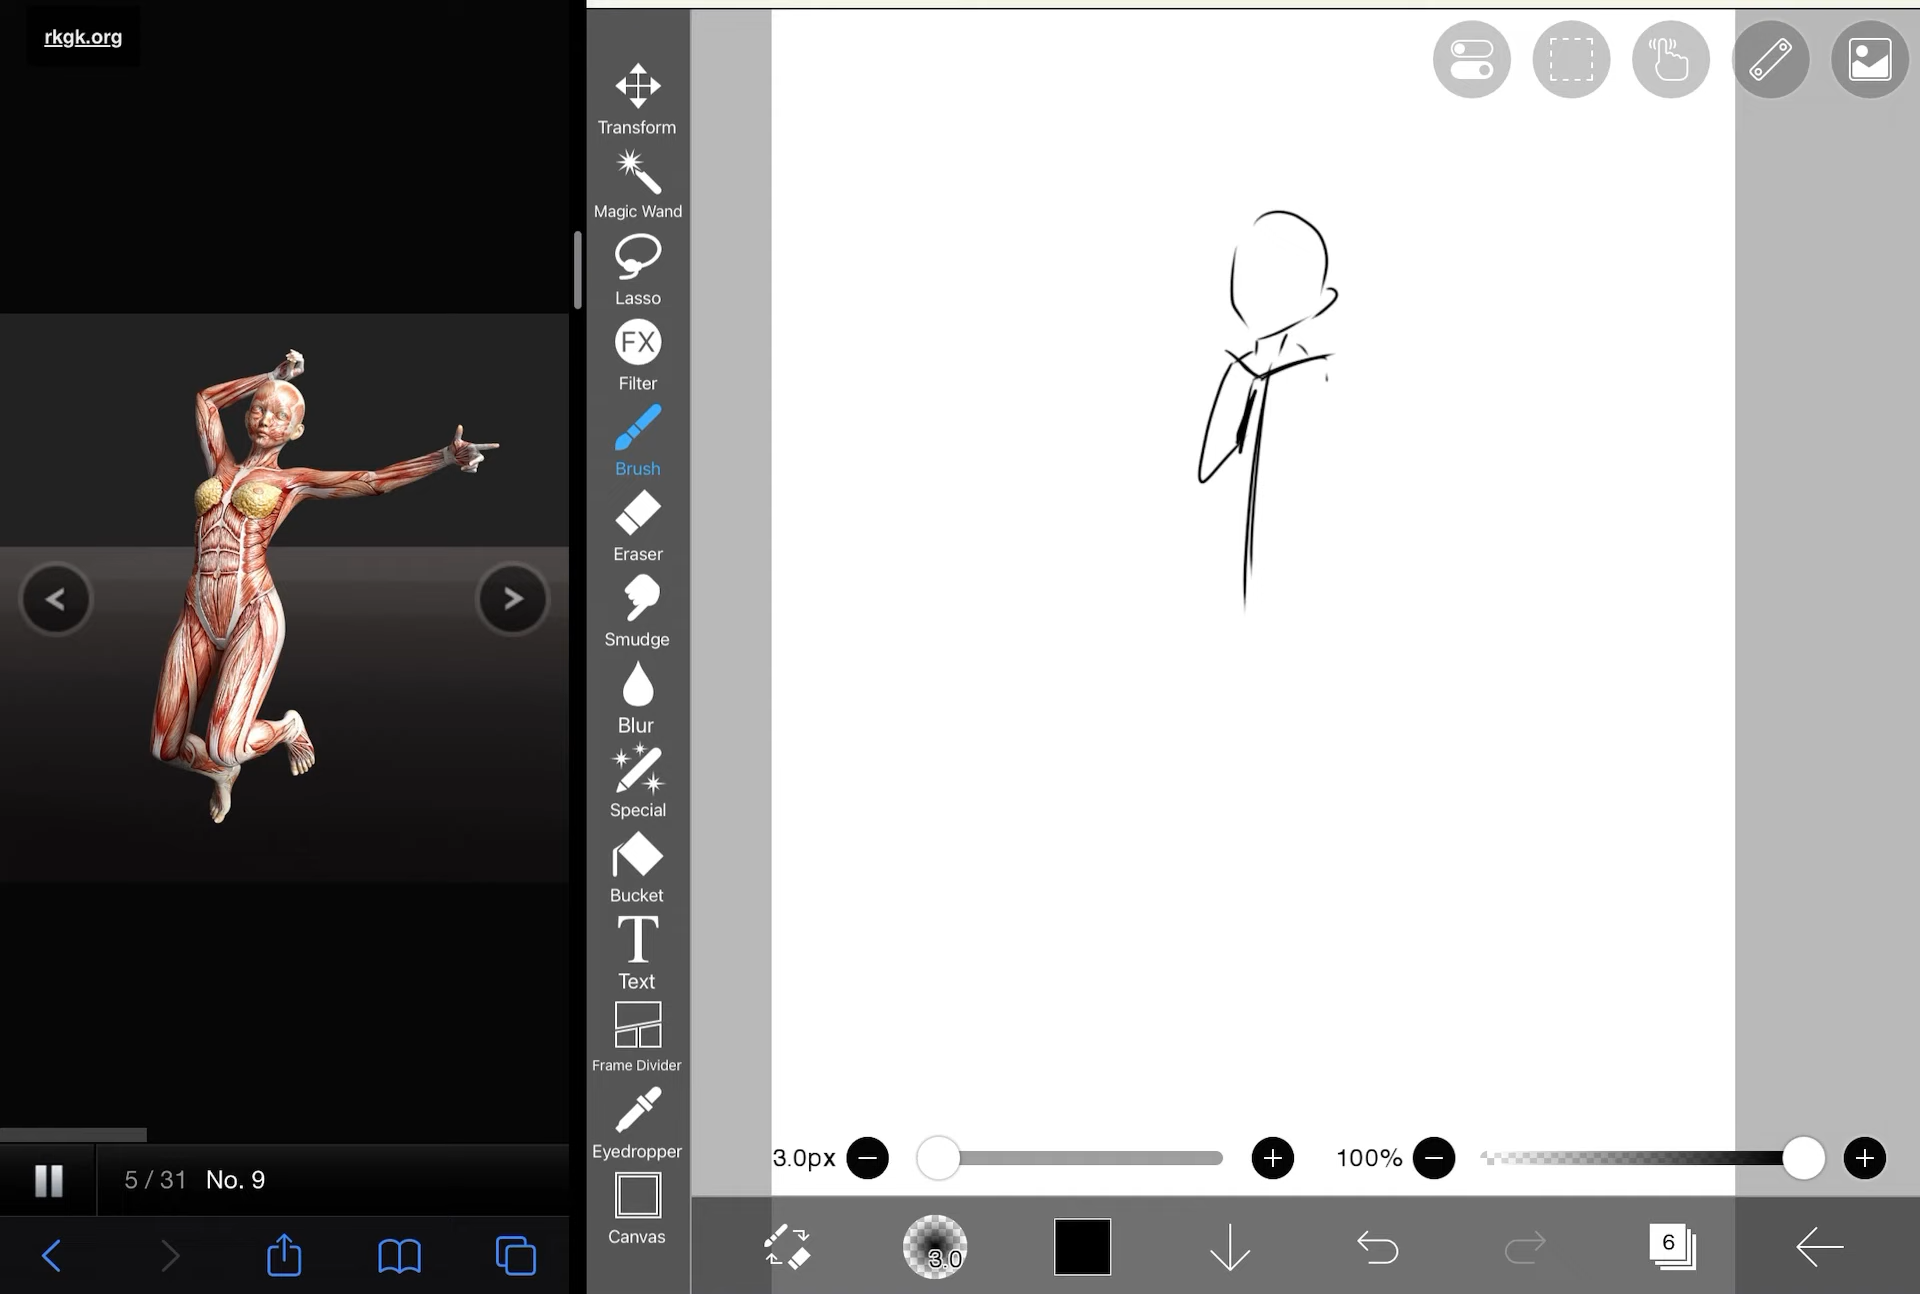 rkgk.org
Transform
Magic Wand
Lasso
FX
Filter
Brush
Eraser
Smudge
Blur
Special
Bucket
T
Text
Frame Divider
Eyedropper
Canvas
3.0px
100%
5 / 31 No. 9
3.0
6